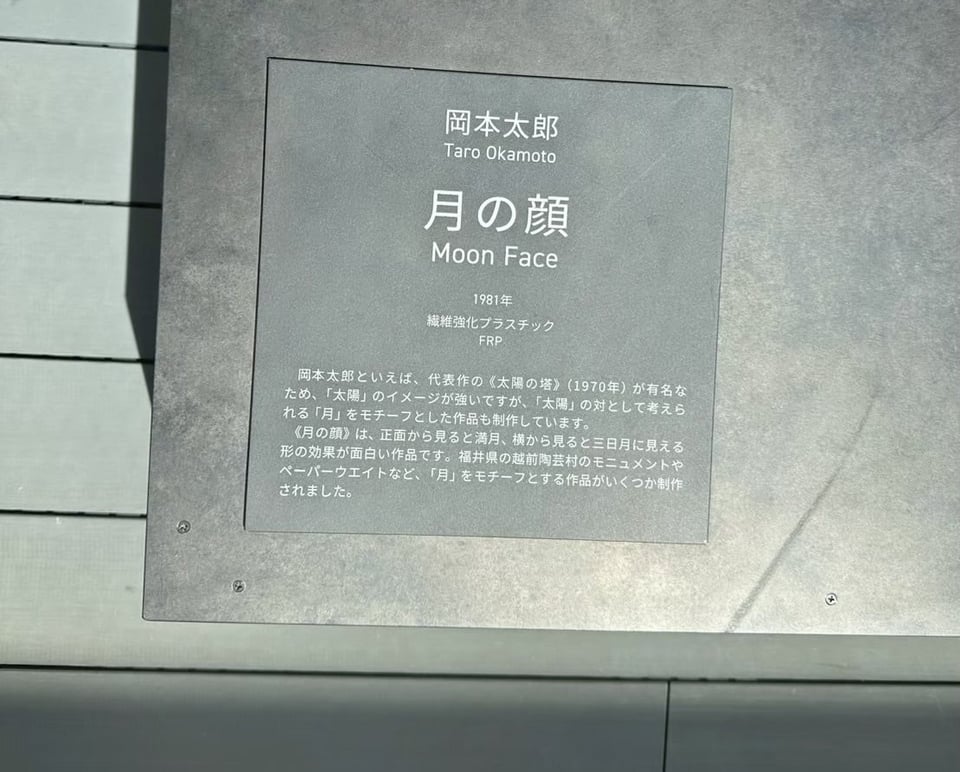 岡本太郎
Taro Okamoto
月の顔
Moon Face
1981年
繊維強化プラスチック
FRP
岡本太郎といえば、代表作の《太陽の塔》（1970年）が有名な
ため、「太陽」のイメージが強いですが、「太陽」の対として考えら
れる「月」をモチーフとした作品も制作しています。
《月の顔》は、正面から見ると満月、横から見ると三日月に見える
形の効果が面白い作品です。福井県の越前陶芸村のモニュメントや
ペーパーウエイトなど、「月」をモチーフとする作品がいくつか制作
されました。